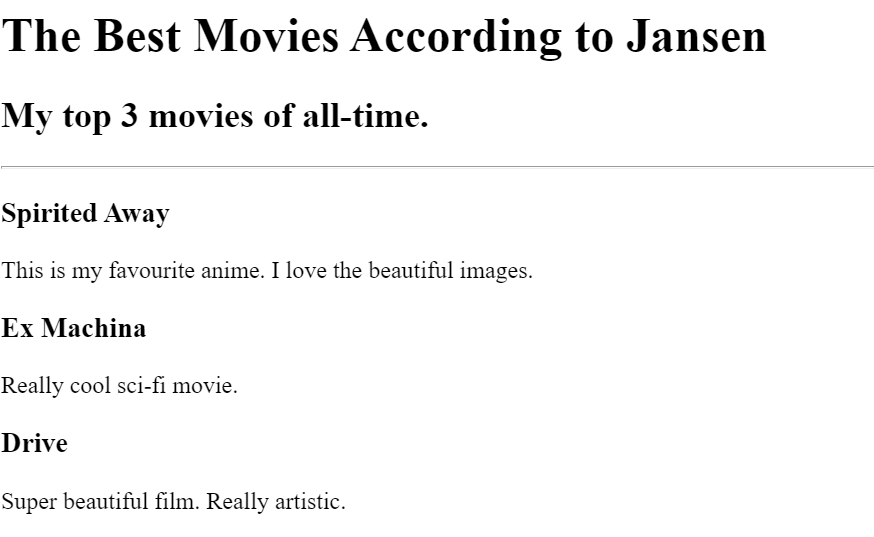 The Best Movies According to Jansen
My top 3 movies of all-time.
Spirited Away
This is my favourite anime. I love the beautiful images.
Ex Machina
Really cool sci-fi movie.
Drive
Super beautiful film. Really artistic.